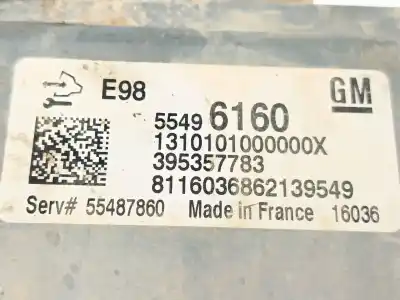 E98
GM
5549 6160
1310101000000X
395357783
8116036862139549
Serv# 55487860 Made in France 16036